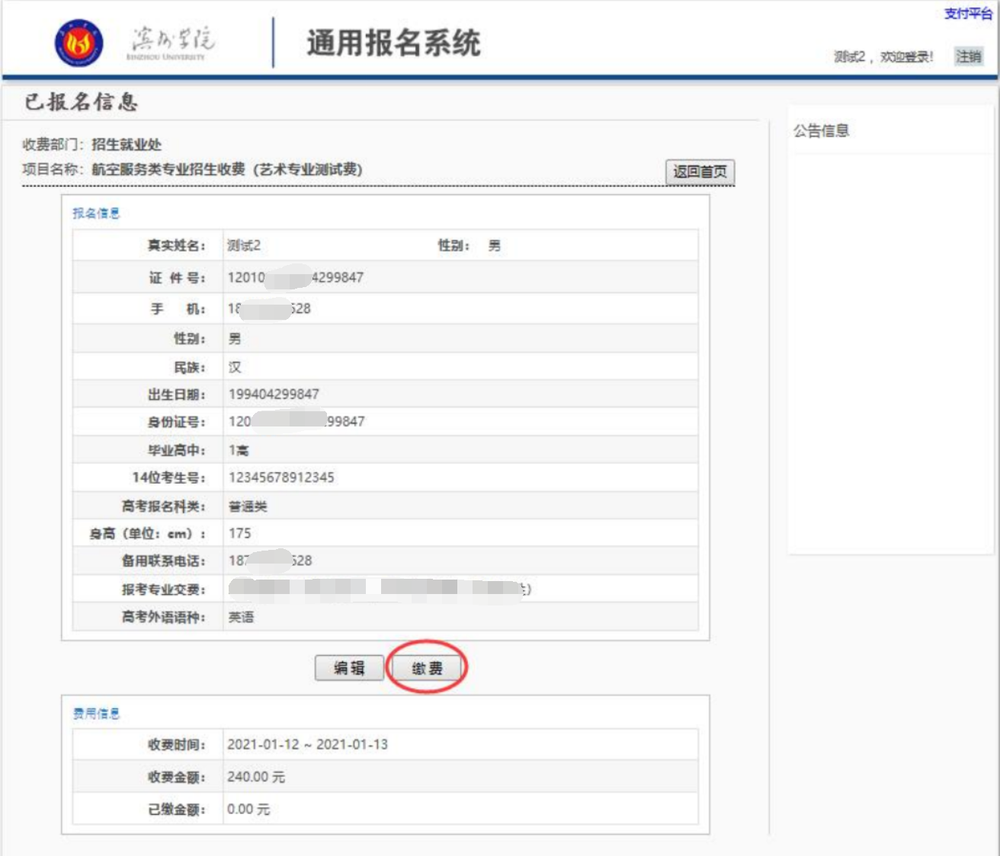 支付平台
滨州学院
BINZHOU UNIVERSITY
通用报名系统
测试2，欢迎登录!
注销
已报名信息
收费部门：招生就业处
项目名称：航空服务类专业招生收费（艺术专业测试费）
返回首页
报名信息
真实姓名： 测试2 性别： 男
证 件 号： 12010 4299847
手 机： 18 528
性别： 男
民族： 汉
出生日期： 199404299847
身份证号： 120 99847
毕业高中： 1高
14位考生号： 12345678912345
高考报名科类： 普通类
身高（单位：cm）： 175
备用联系电话： 187 528
报考专业交费： )
高考外语语种： 英语
编辑
缴费
费用信息
收费时间： 2021-01-12 ~ 2021-01-13
收费金额： 240.00 元
已缴金额： 0.00 元
公告信息